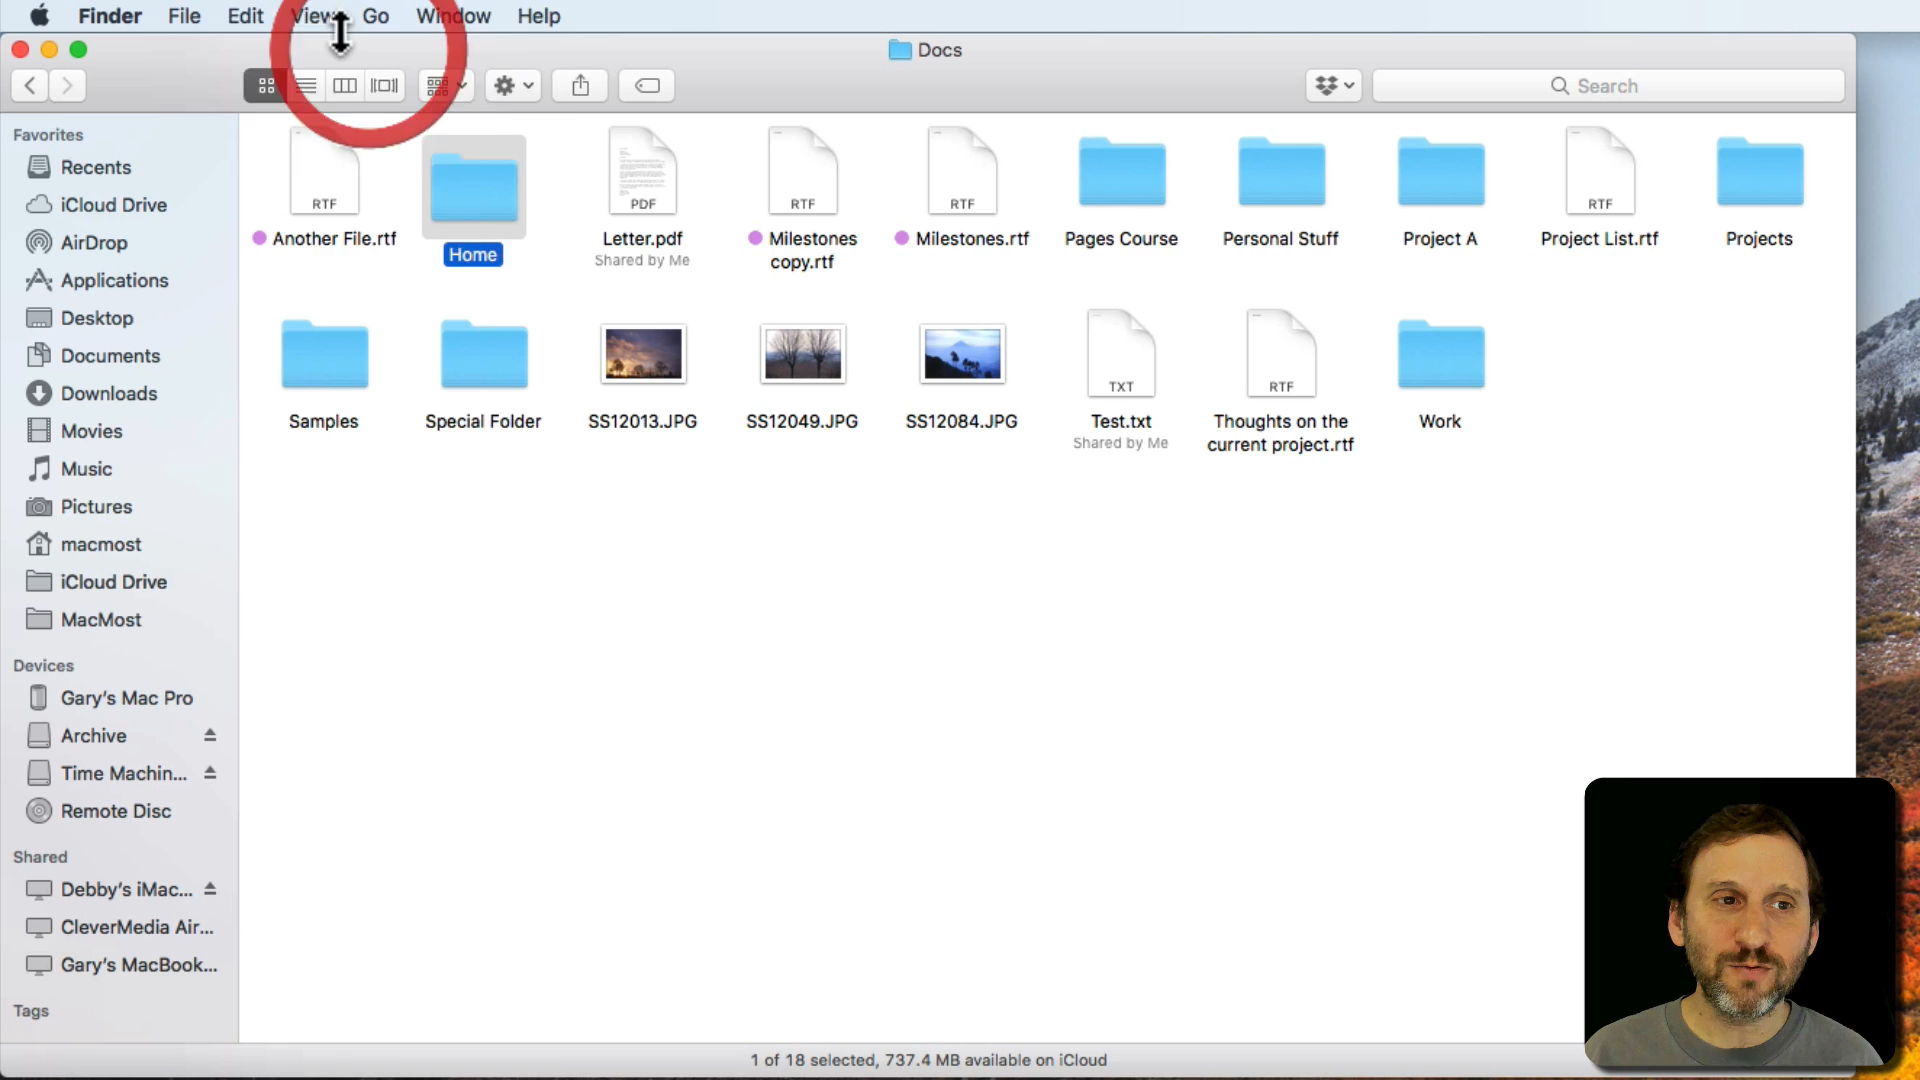 Finder File Edit View Go Window Help
Docs
Search
Favorites
Recents
iCloud Drive
AirDrop
Applications
Desktop
Documents
Downloads
Movies
Music
Pictures
macmost
iCloud Drive
MacMost
Devices
Gary's Mac Pro
Archive
Time Machin...
Remote Disc
Shared
Debby's iMac...
CleverMedia Air...
Gary's MacBook...
Tags
RTF PDF RTF RTF RTF
Another File.rtf Home Letter.pdf Milestones copy.rtf Milestones.rtf Pages Course Personal Stuff Project A Project List.rtf Projects
Shared by Me
TXT RTF
Samples Special Folder SS12013.JPG SS12049.JPG SS12084.JPG Test.txt Thoughts on the current project.rtf Work
Shared by Me
1 of 18 selected, 737.4 MB available on iCloud